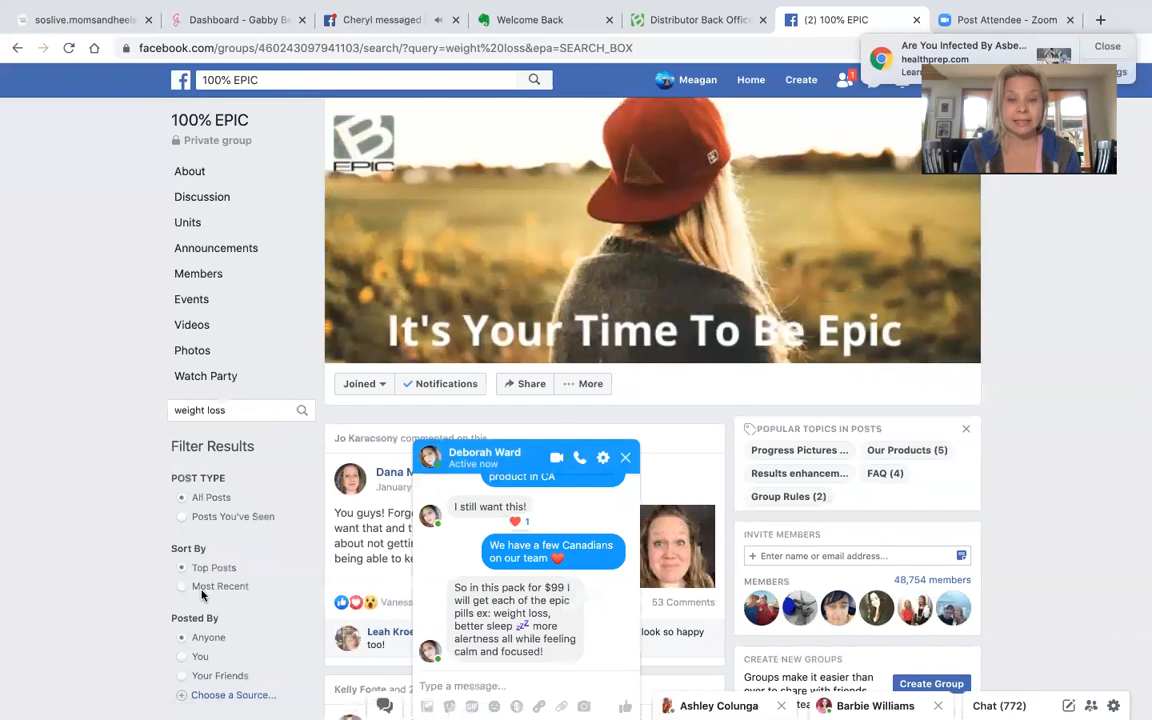 soslive.momsandheels
Dashboard - Gabby B
Cheryl messaged
Welcome Back
Distributor Back Office
(2) 100% EPIC
Post Attendee - Zoom
facebook.com/groups/460243097941103/search/?query=weight%20loss&epa=SEARCH_BOX
Are You Infected By Asbe...
healthprep.com
Close
100% EPIC
Meagan
Home
Create
1
100% EPIC
Private group
About
Discussion
Units
Announcements
Members
Events
Videos
Photos
Watch Party
weight loss
Filter Results
POST TYPE
All Posts
Posts You've Seen
Sort By
Top Posts
Most Recent
Posted By
Anyone
You
Your Friends
Choose a Source...
B
EPIC
It's Your Time To Be Epic
Joined
Notifications
Share
More
Jo Karacsony commented on this
Dana M
January
You guys! Forg
want that and t
about not getti
being able to ke
Vaness
53 Comments
Leah Kroe
look so happy
too!
Kelly Foote and 2
Deborah Ward
Active now
product in CA
I still want this!
1
We have a few Canadians
on our team ❤️
So in this pack for $99 I
will get each of the epic
pills ex: weight loss,
better sleep 💤 more
alertness all while feeling
calm and focused!
Type a message...
GIF
POPULAR TOPICS IN POSTS
Progress Pictures ...
Our Products (5)
Results enhancem...
FAQ (4)
Group Rules (2)
INVITE MEMBERS
+ Enter name or email address...
MEMBERS
48,754 members
CREATE NEW GROUPS
Groups make it easier than
ever to share with friends,
Create Group
Ashley Colunga
Barbie Williams
Chat (772)